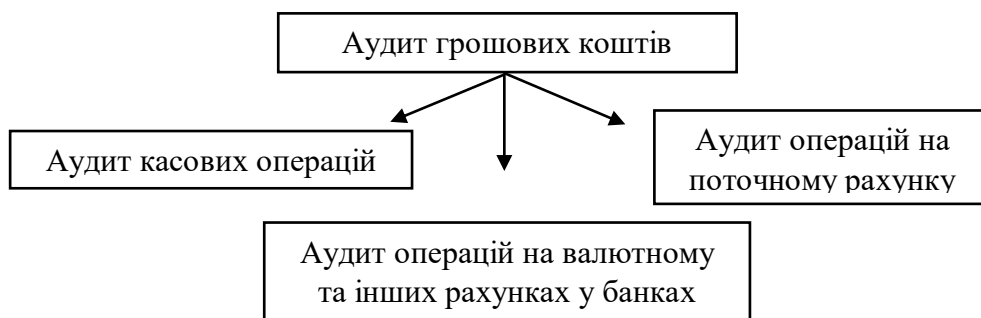 Аудит грошових коштів
Аудит касових операцій
Аудит операцій на
поточному рахунку
Аудит операцій на валютному
та інших рахунках у банках